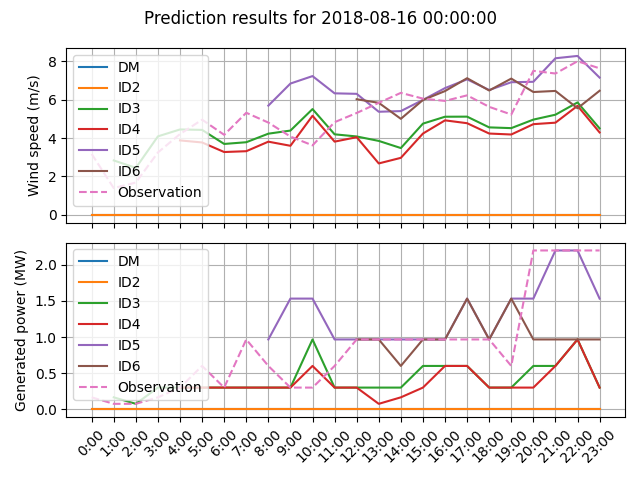 Prediction results for 2018-08-16 00:00:00
Wind speed (m/s)
8
6
4
2
0
DM
ID2
ID3
ID4
ID5
ID6
Observation
Generated power (MW)
2.0
1.5
1.0
0.5
0.0
DM
ID2
ID3
ID4
ID5
ID6
Observation
0:00
1:00
2:00
3:00
4:00
5:00
6:00
7:00
8:00
9:00
10:00
11:00
12:00
13:00
14:00
15:00
16:00
17:00
18:00
19:00
20:00
21:00
22:00
23:00